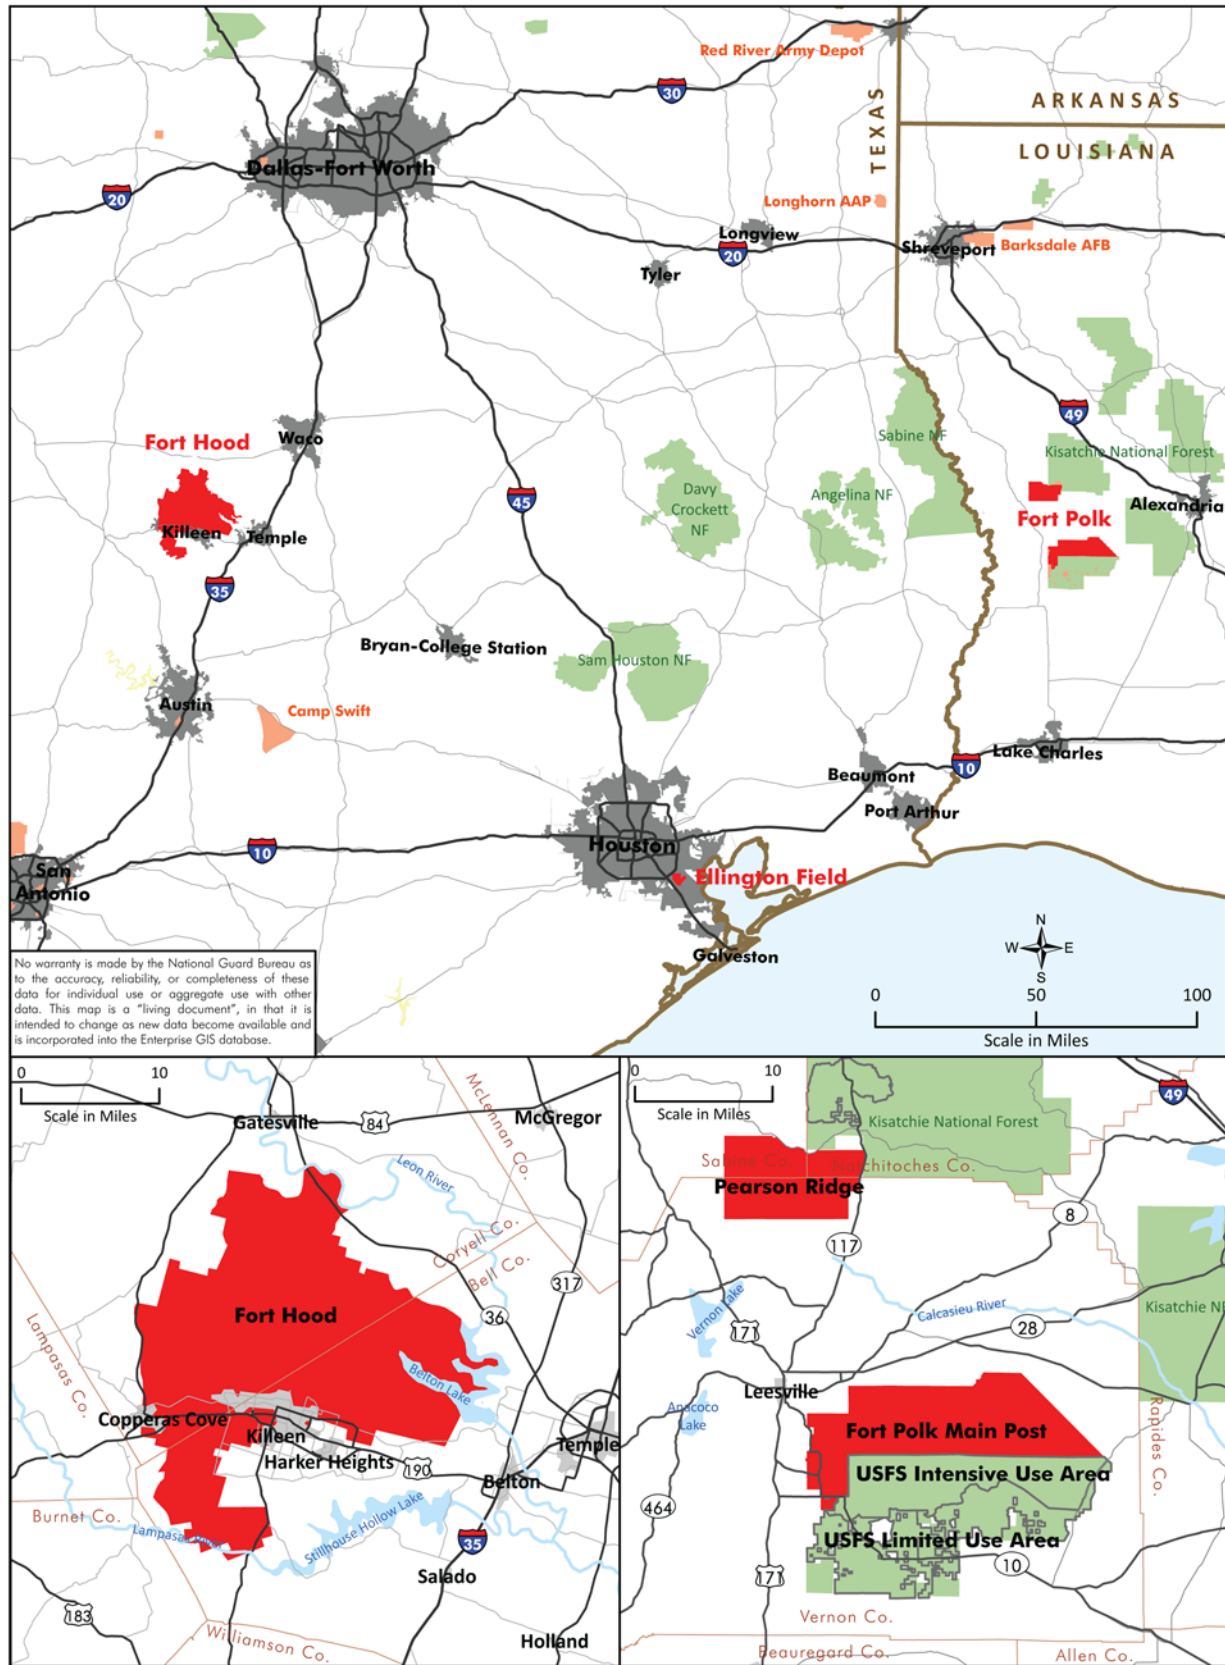 Red River Army Depot
30
ARKANSAS
TEXAS
LOUISIANA
Dallas-Fort Worth
20
Longhorn AAP
Longview
20
Shreveport
Barksdale AFB
Tyler
49
Fort Hood
Waco
Sabine NF
Kisatchie National Forest
45
Davy
Crockett
NF
Angelina NF
Fort Polk
Alexandria
Killeen
Temple
35
Bryan-College Station
Sam Houston NF
Austin
Camp Swift
Lake Charles
10
Beaumont
Port Arthur
10
Houston
San
Antonio
Ellington Field
Galveston
N
W E
S
0 50 100
Scale in Miles
No warranty is made by the National Guard Bureau as
to the accuracy, reliability, or completeness of these
data for individual use or aggregate use with other
data. This map is a "living document", in that it is
intended to change as new data become available and
is incorporated into the Enterprise GIS database.
0 10
Scale in Miles
Gatesville
84
McLennan Co.
McGregor
Leon River
Coryell Co.
Bell Co.
317
36
Fort Hood
Lampasas Co.
Belton Lake
Copperas Cove
Killeen
Harker Heights
190
Temple
Belton
Burnet Co.
Lampasas River
Stillhouse Hollow Lake
35
Salado
183
Williamson Co.
Holland
0 10
Scale in Miles
49
Kisatchie National Forest
Sabine Co.
Natchitoches Co.
Pearson Ridge
8
117
Vernon Lake
171
Calcasieu River
28
Kisatchie NF
Leesville
Anacoco
Lake
Rapides Co.
Fort Polk Main Post
USFS Intensive Use Area
464
USFS Limited Use Area
10
171
Vernon Co.
Beauregard Co.
Allen Co.